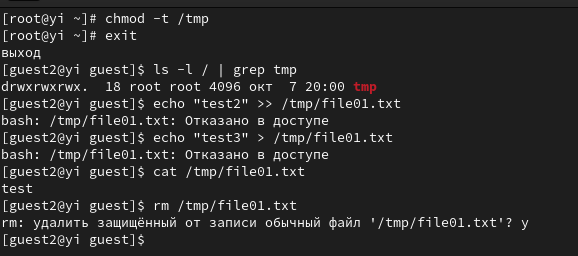 [root@yi ~]# chmod -t /tmp
[root@yi ~]# exit
выход
[guest2@yi guest]$ ls -l / | grep tmp
drwxrwxrwx.  18 root root 4096 окт  7 20:00 tmp
[guest2@yi guest]$ echo "test2" >> /tmp/file01.txt
bash: /tmp/file01.txt: Отказано в доступе
[guest2@yi guest]$ echo "test3" > /tmp/file01.txt
bash: /tmp/file01.txt: Отказано в доступе
[guest2@yi guest]$ cat /tmp/file01.txt
test
[guest2@yi guest]$ rm /tmp/file01.txt
rm: удалить защищённый от записи обычный файл '/tmp/file01.txt'? y
[guest2@yi guest]$